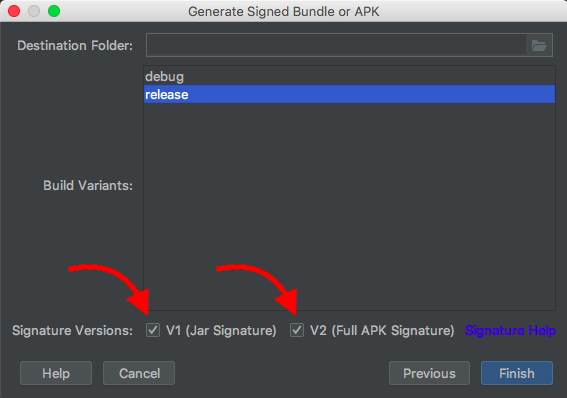 Generate Signed Bundle or APK
Destination Folder:
debug
release
Build Variants:
Signature Versions: V1 (Jar Signature) V2 (Full APK Signature) Signature Help
Help Cancel Previous Finish